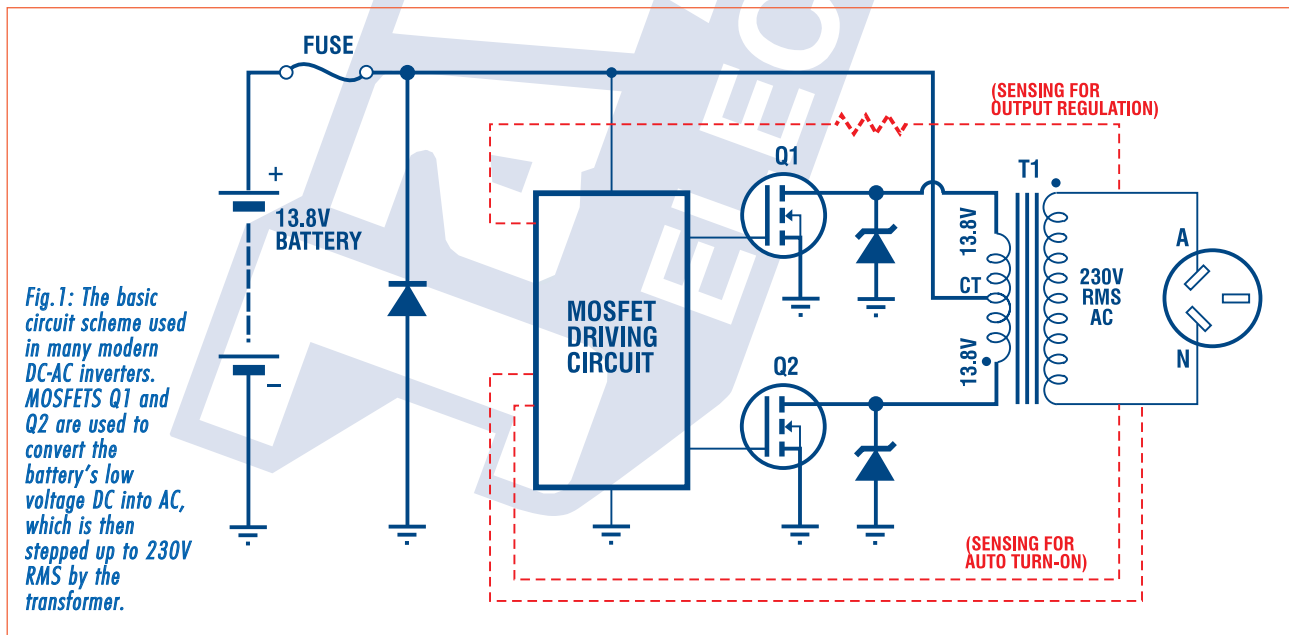 FUSE
(SENSING FOR
OUTPUT REGULATION)
Q1
T1
+
13.8V
BATTERY
13.8V
A
CT
230V
RMS
AC
MOSFET
DRIVING
CIRCUIT
Q2
13.8V
N
–
Fig.1: The basic
circuit scheme used
in many modern
DC-AC inverters.
MOSFETS Q1 and
Q2 are used to
convert the
battery's low
voltage DC into AC,
which is then
stepped up to 230V
RMS by the
transformer.
(SENSING FOR
AUTO TURN-ON)